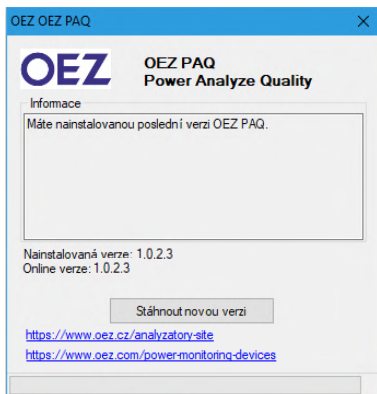 OEZ OEZ PAQ
OEZ
OEZ PAQ
Power Analyze Quality
Informace
Máte nainstalovanou poslední verzi OEZ PAQ.
Nainstalovaná verze: 1.0.2.3
Online verze: 1.0.2.3
Stáhnout novou verzi
https://www.oez.cz/analyzatory-site
https://www.oez.com/power-monitoring-devices